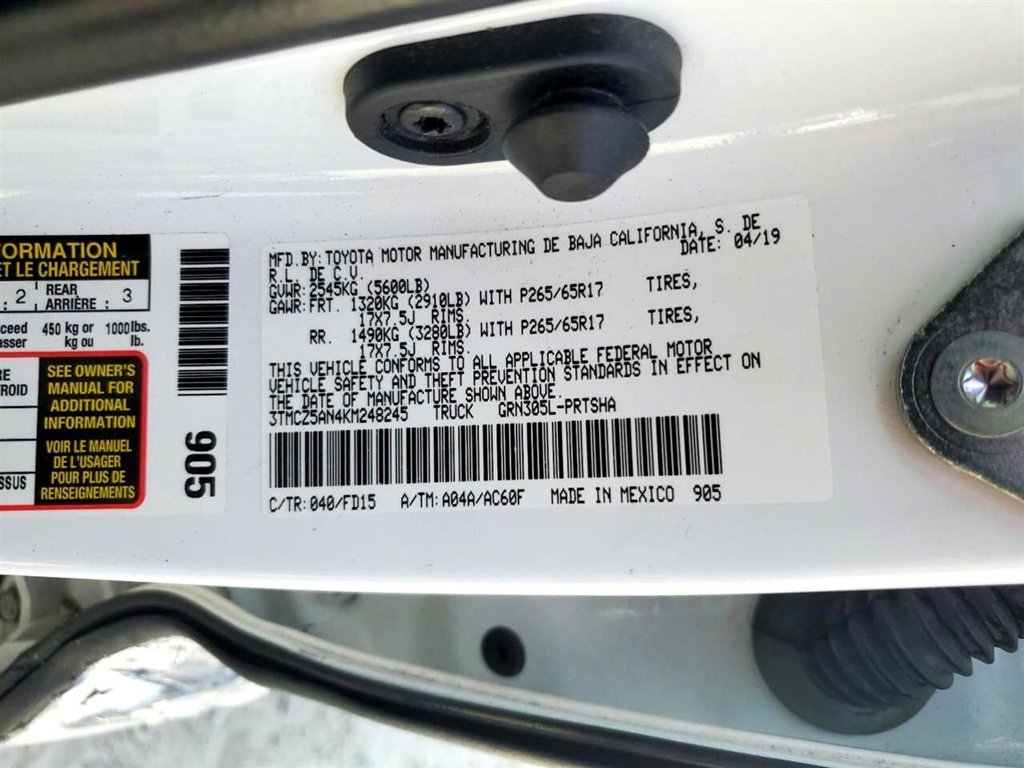 FORMATION
ET LE CHARGEMENT
: 2 REAR ARRIÈRE : 3
450 kg or 1000lbs.
kg ou lb.
SEE OWNER'S
MANUAL FOR
ADDITIONAL
INFORMATION
VOIR LE MANUEL
DE L'USAGER
POUR PLUS DE
RENSEIGNEMENTS
905
MFD.BY: TOYOTA MOTOR MANUFACTURING DE BAJA CALIFORNIA, S. DE
R.L. DE C.V. DATE: 04/19
GVWR: 2545KG (5600LB)
GAWR: FRT. 1320KG (2910LB) WITH P265/65R17 TIRES,
17X7.5J RIMS.
RR. 1490KG (3280LB) WITH P265/65R17 TIRES,
17X7.5J RIMS.
THIS VEHICLE CONFORMS TO ALL APPLICABLE FEDERAL MOTOR
VEHICLE SAFETY AND THEFT PREVENTION STANDARDS IN EFFECT ON
THE DATE OF MANUFACTURE SHOWN ABOVE.
3TMCZ5AN4KM248245 TRUCK GRN305L-PRTSHA
C/TR: 040/FD15 A/TM: A04A/AC60F MADE IN MEXICO 905